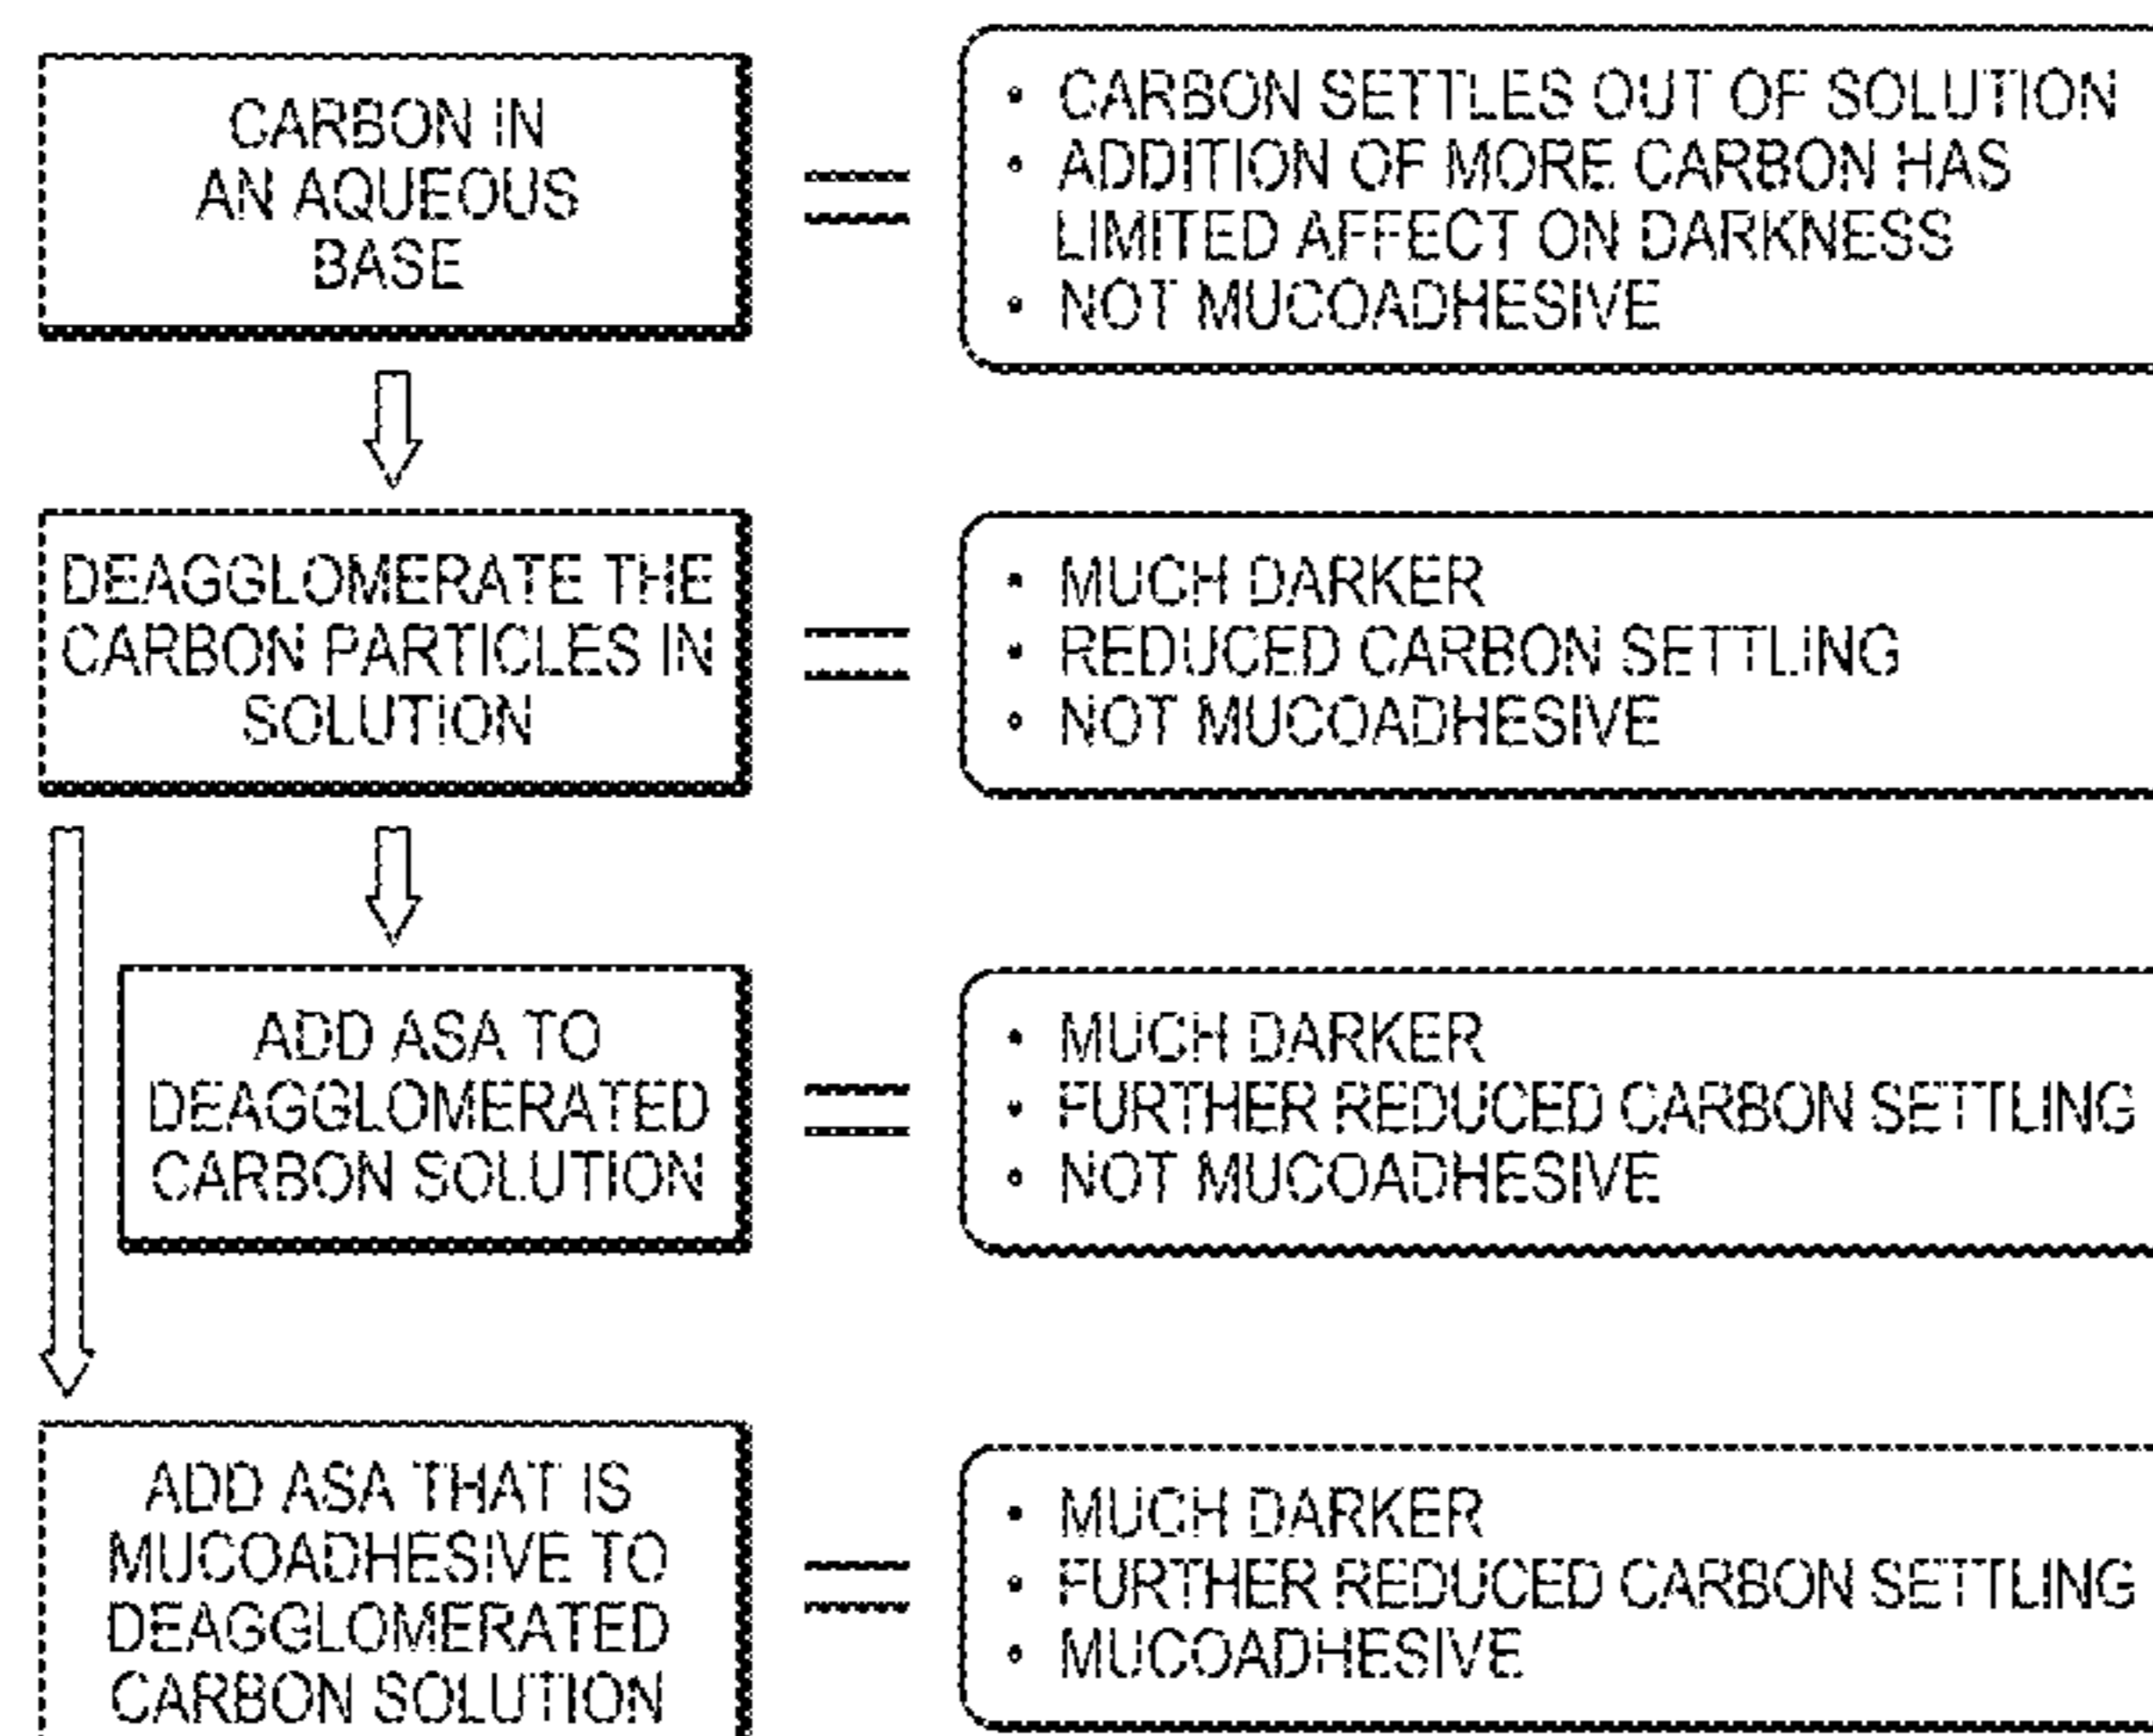 CARBON IN
AN AQUEOUS
BASE
• CARBON SETTLES OUT OF SOLUTION
• ADDITION OF MORE CARBON HAS
LIMITED AFFECT ON DARKNESS
• NOT MUCOADHESIVE
DEAGGLOMERATE THE
CARBON PARTICLES IN
SOLUTION
• MUCH DARKER
• REDUCED CARBON SETTLING
• NOT MUCOADHESIVE
ADD ASA TO
DEAGGLOMERATED
CARBON SOLUTION
• MUCH DARKER
• FURTHER REDUCED CARBON SETTLING
• NOT MUCOADHESIVE
ADD ASA THAT IS
MUCOADHESIVE TO
DEAGGLOMERATED
CARBON SOLUTION
• MUCH DARKER
• FURTHER REDUCED CARBON SETTLING
• MUCOADHESIVE